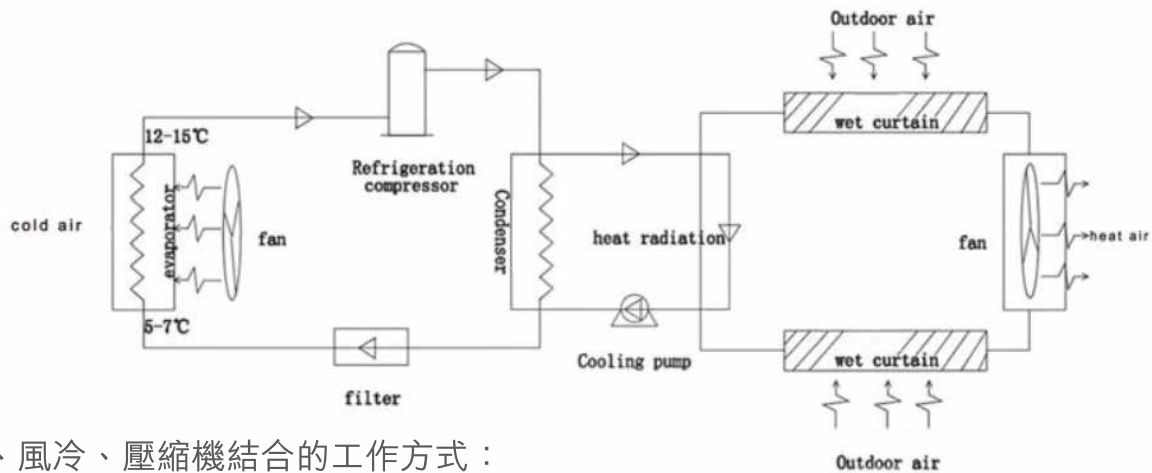 Outdoor air
wet curtain
12-15℃
Refrigeration
compressor
cold air
evaporator
fan
Condenser
heat radiation
fan
heat air
5-7℃
filter
Cooling pump
wet curtain
Outdoor air
、風冷、壓縮機結合的工作方式：